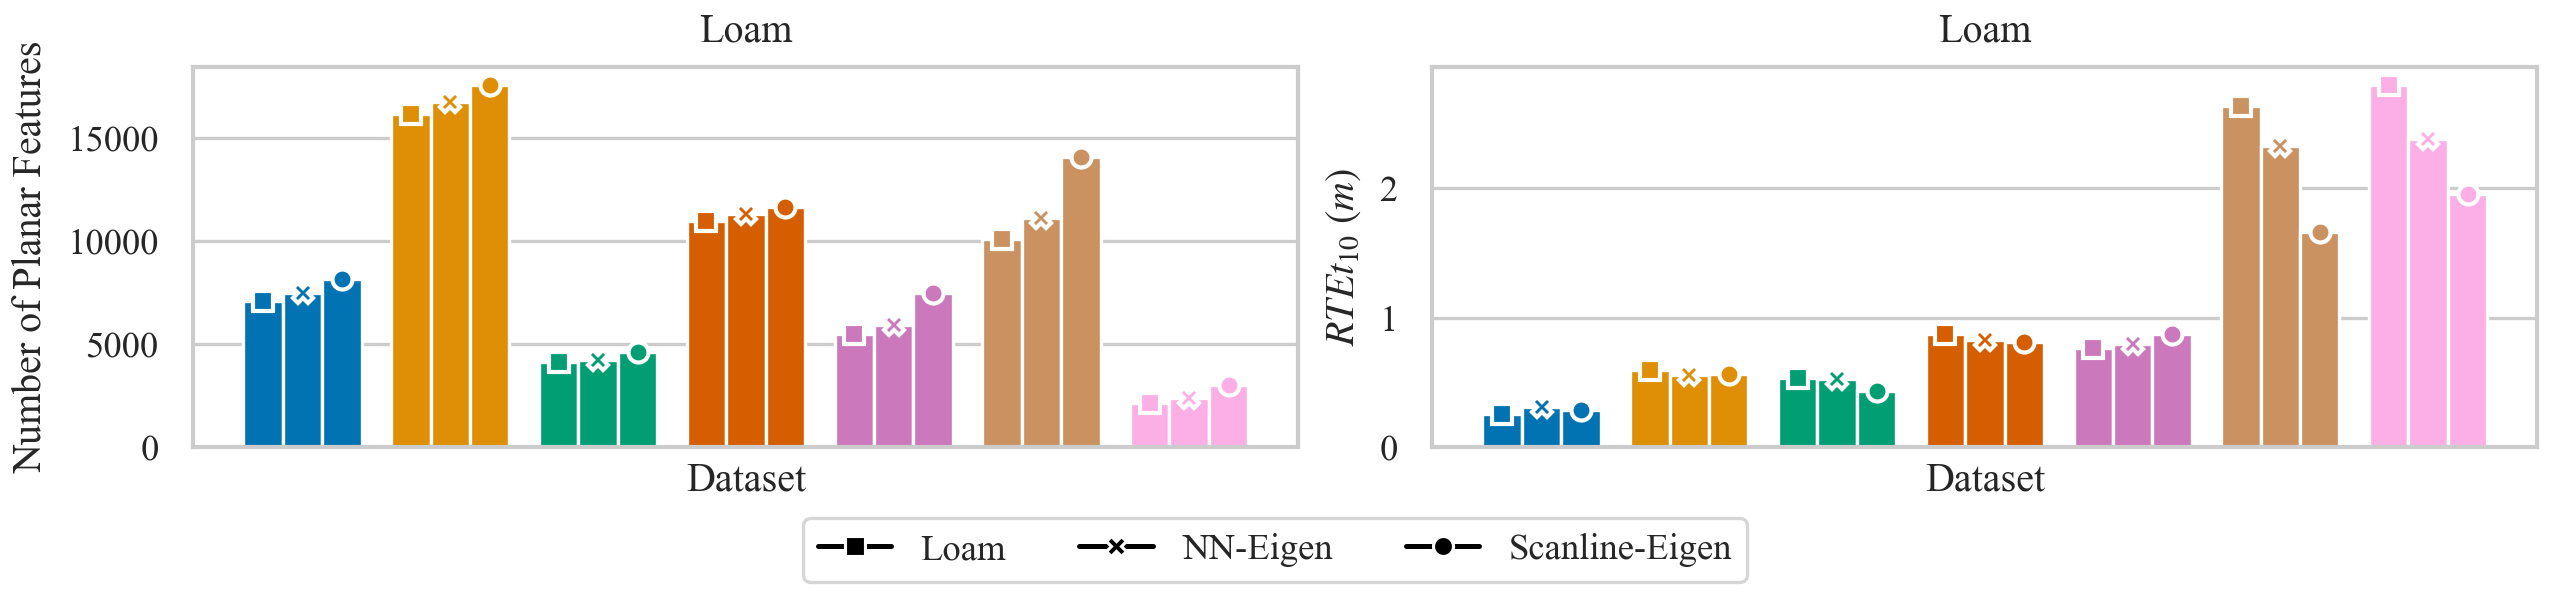 Loam
Number of Planar Features
15000
10000
5000
0
Dataset
Loam
RTEt₁₀ (m)
2
1
0
Dataset
Loam NN-Eigen Scanline-Eigen